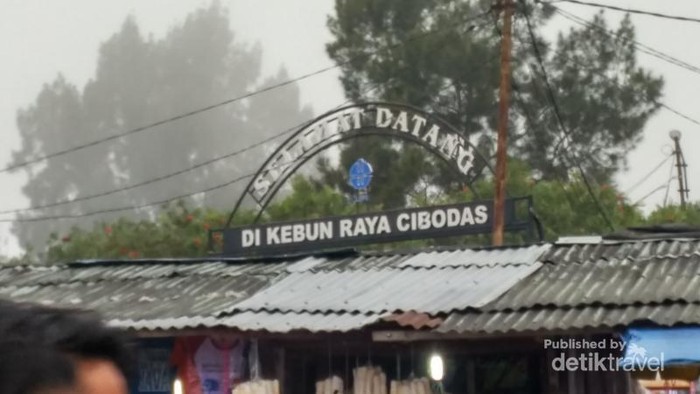 SELAMAT DATANG
DI KEBUN RAYA CIBODAS
Published by
detiktravel